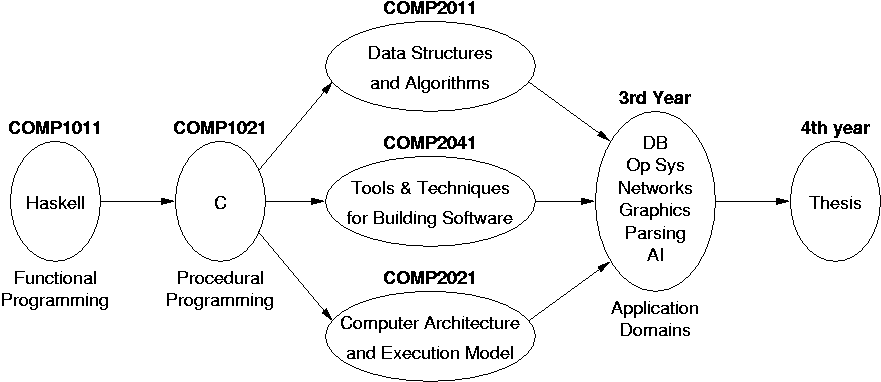 COMP1011
Haskell
Functional
Programming
COMP1021
C
Procedural
Programming
COMP2011
Data Structures
and Algorithms
COMP2041
Tools & Techniques
for Building Software
COMP2021
Computer Architecture
and Execution Model
3rd Year
DB
Op Sys
Networks
Graphics
Parsing
AI
Application
Domains
4th year
Thesis